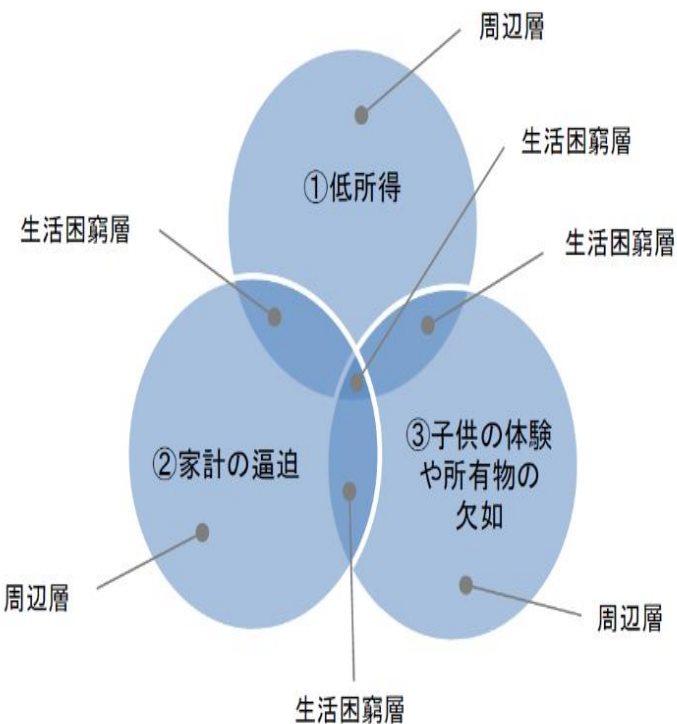 周辺層
生活困窮層
①低所得
生活困窮層
生活困窮層
②家計の逼迫
③子供の体験
や所有物の
欠如
周辺層
周辺層
生活困窮層